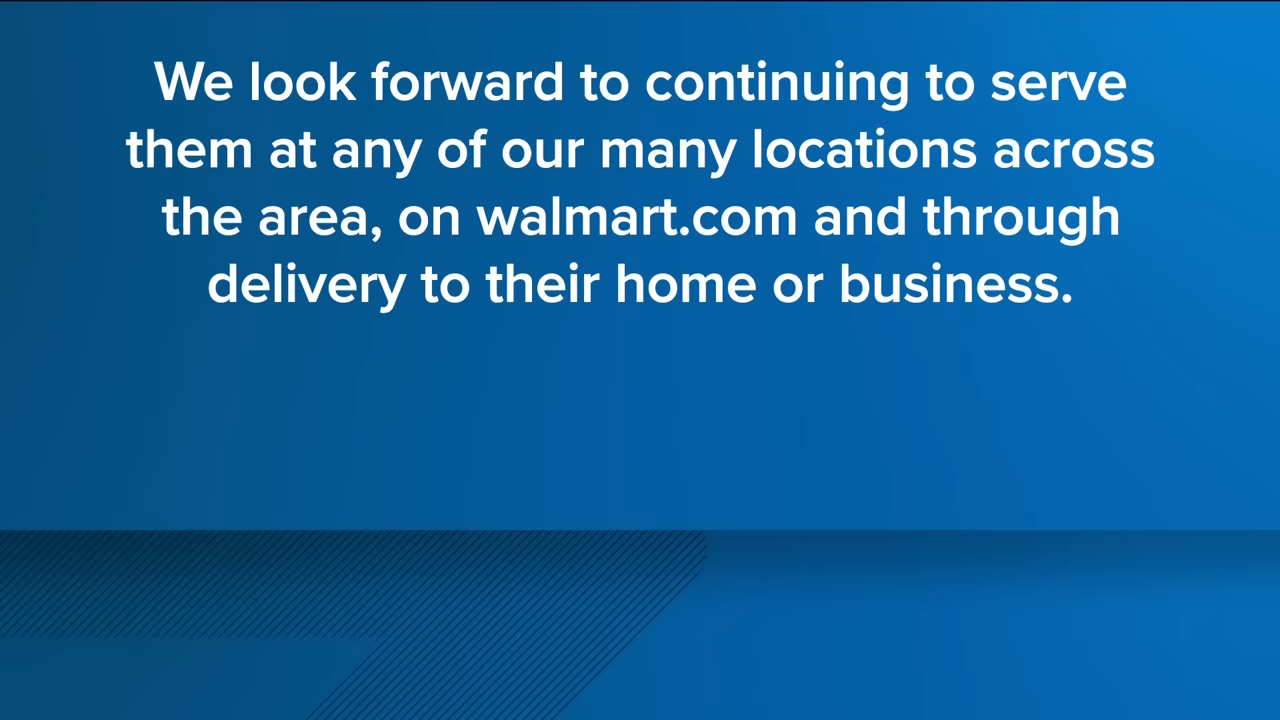 We look forward to continuing to serve
them at any of our many locations across
the area, on walmart.com and through
delivery to their home or business.